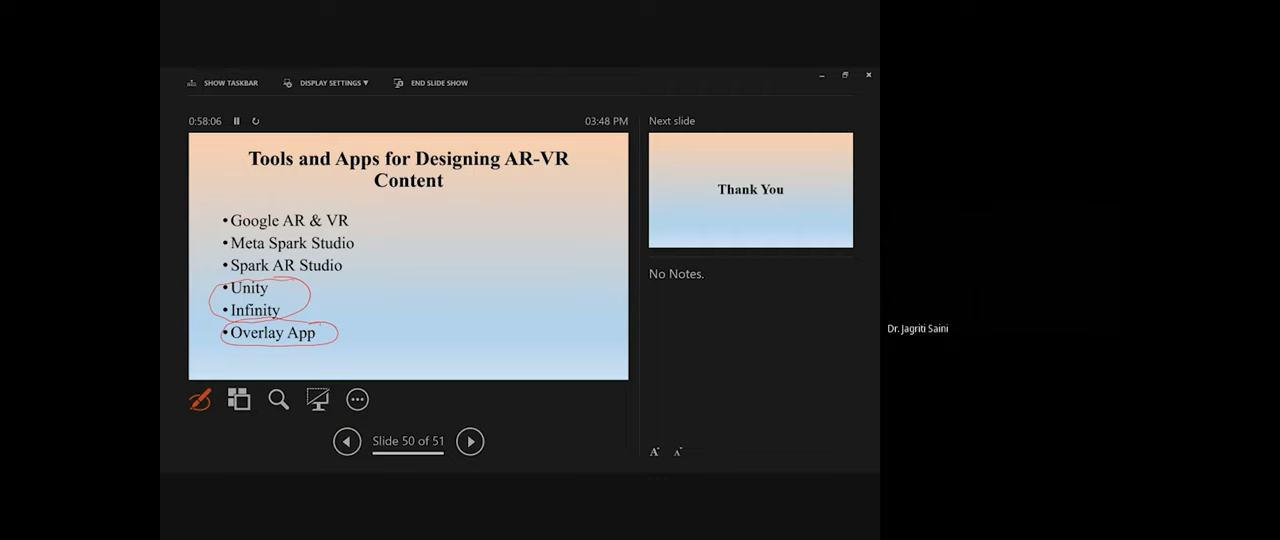 SHOW TASKBAR DISPLAY SETTINGS ▼ END SLIDE SHOW
0:58:06 03:48 PM
Tools and Apps for Designing AR-VR
Content
•Google AR & VR
•Meta Spark Studio
•Spark AR Studio
•Unity
•Infinity
•Overlay App
Slide 50 of 51
Next slide
Thank You
No Notes.
A A
Dr. Jagriti Saini